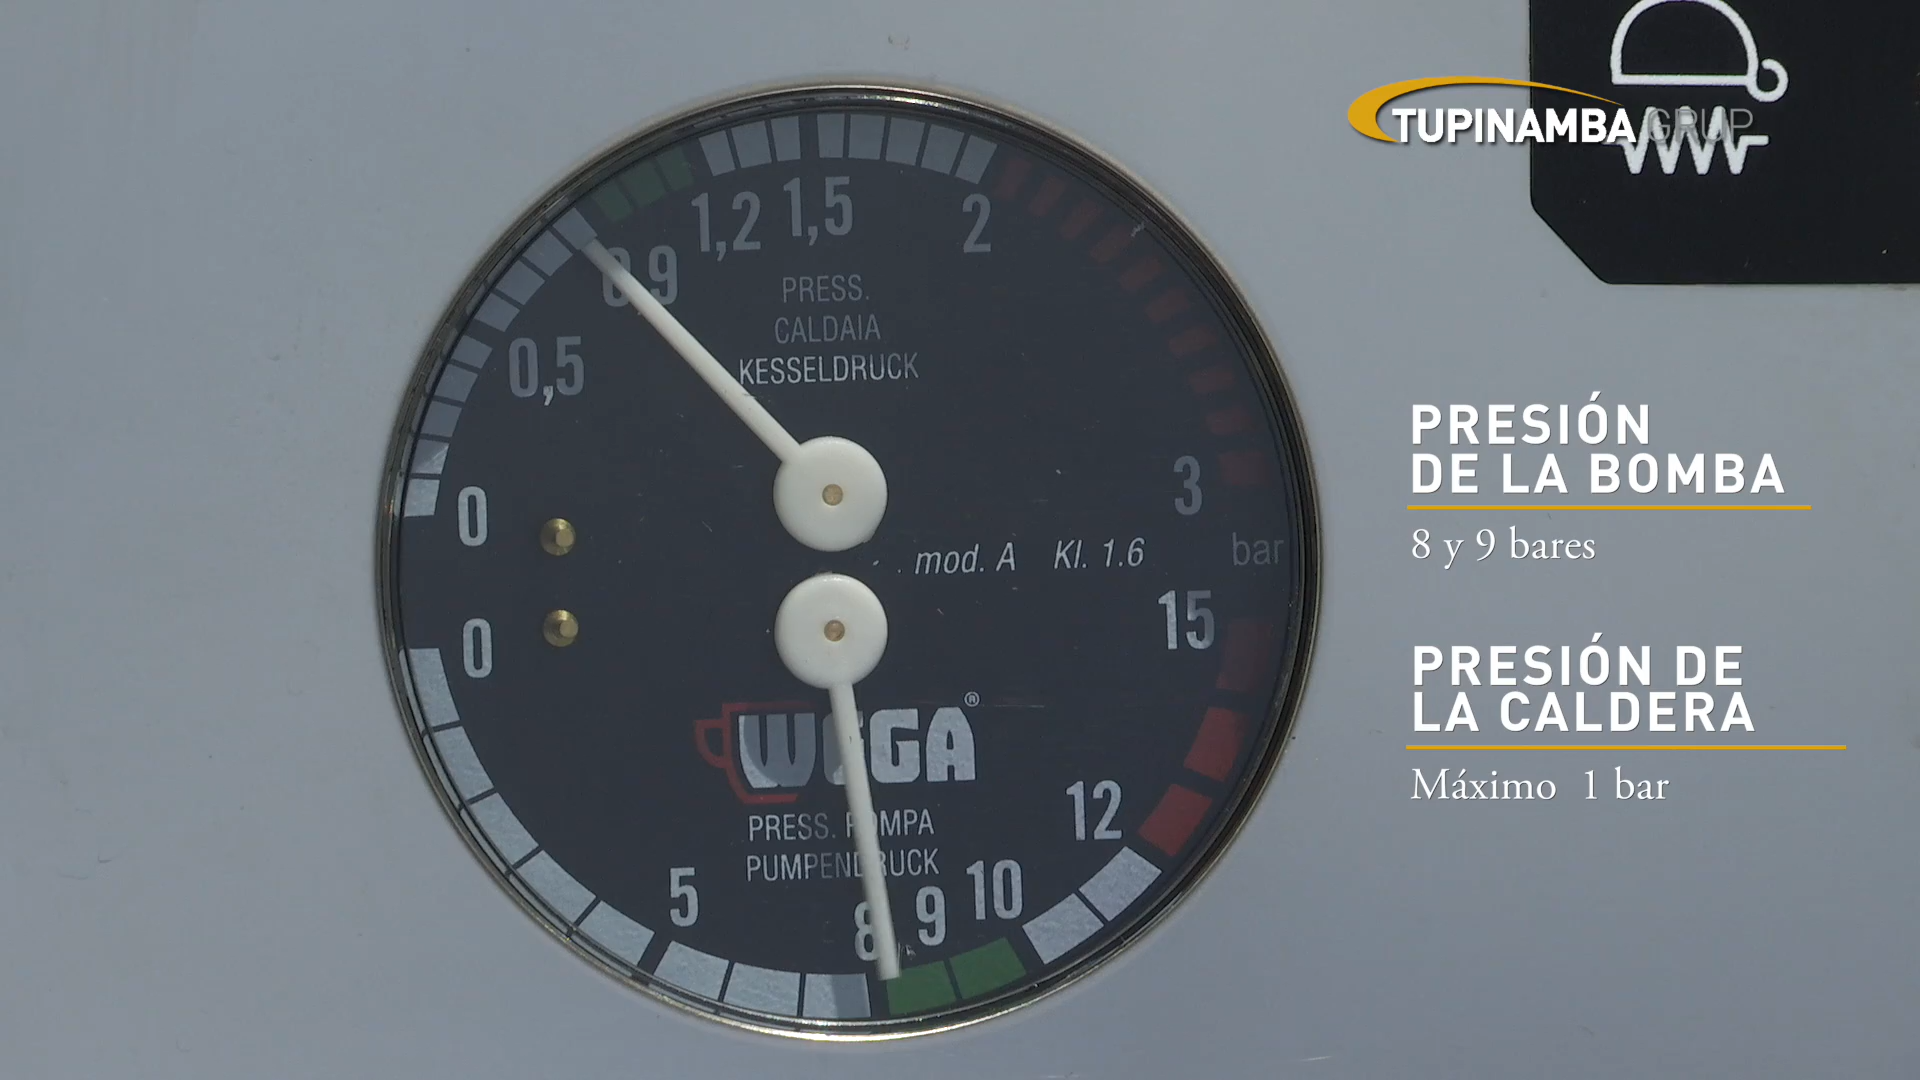 TUPINAMBA GRUP
1,2 1,5 2
0,9
0,5
PRESS.
CALDAIA
KESSELDRUCK
0 3
mod. A Kl. 1.6 bar
0 15
WEGA®
PRESS. POMPA
PUMPENDRUCK
5 8 9 10 12
PRESIÓN
DE LA BOMBA
8 y 9 bares
PRESIÓN DE
LA CALDERA
Máximo 1 bar